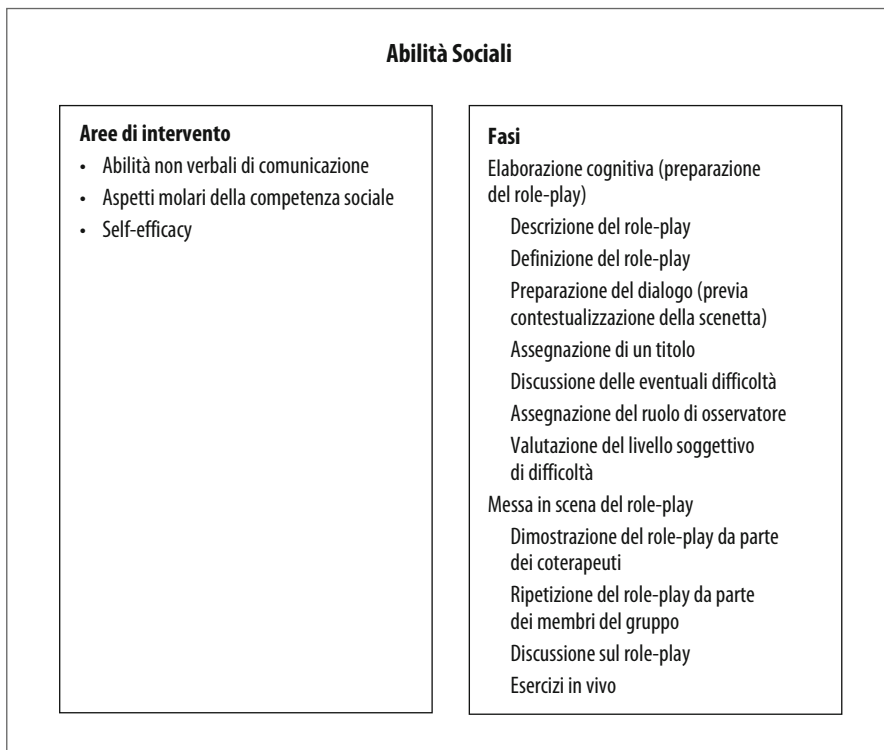 Abilità Sociali
Aree di intervento
• Abilità non verbali di comunicazione
• Aspetti molari della competenza sociale
• Self-efficacy
Fasi
Elaborazione cognitiva (preparazione
del role-play)
Descrizione del role-play
Definizione del role-play
Preparazione del dialogo (previa
contestualizzazione della scenetta)
Assegnazione di un titolo
Discussione delle eventuali difficoltà
Assegnazione del ruolo di osservatore
Valutazione del livello soggettivo
di difficoltà
Messa in scena del role-play
Dimostrazione del role-play da parte
dei coterapeuti
Ripetizione del role-play da parte
dei membri del gruppo
Discussione sul role-play
Esercizi in vivo